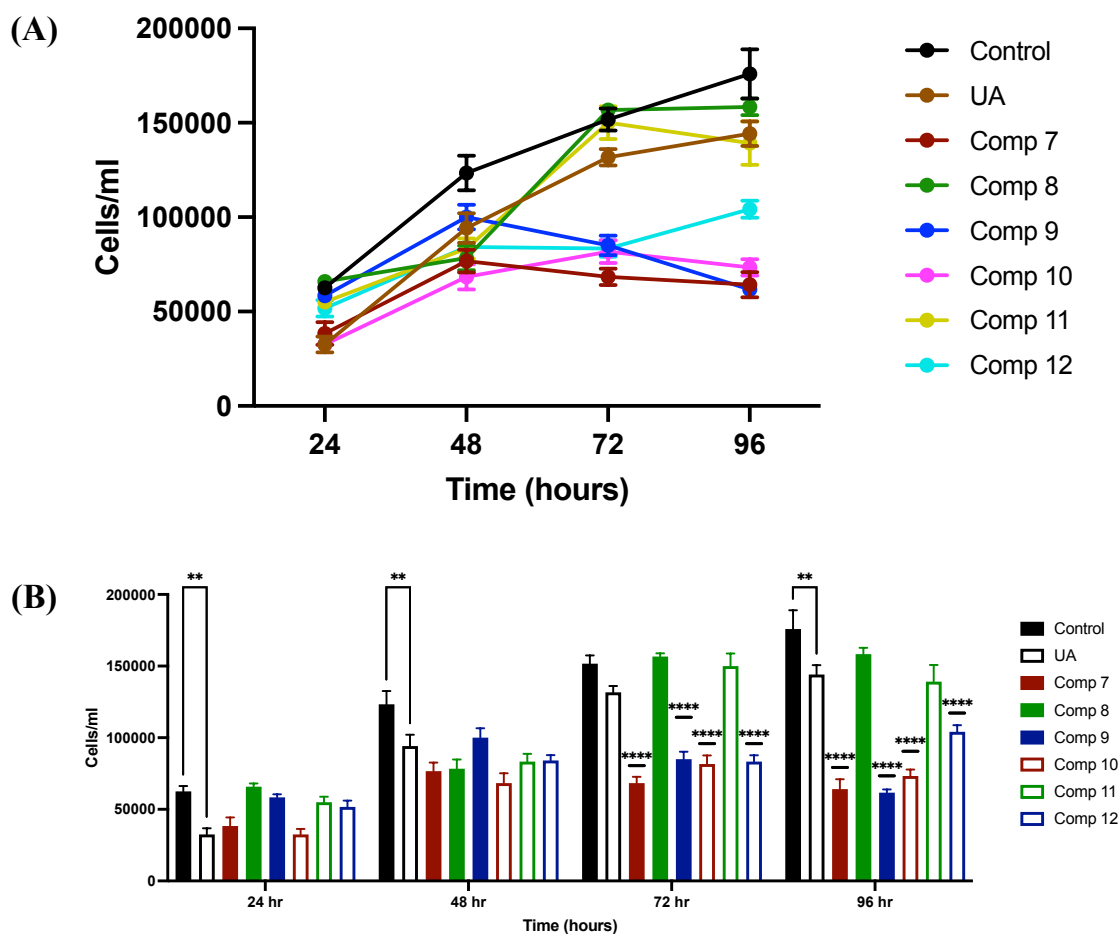 (A)
200000
150000
100000
50000
0
Cells/ml
24 48 72 96
Time (hours)
Control
UA
Comp 7
Comp 8
Comp 9
Comp 10
Comp 11
Comp 12
(B)
200000
150000
100000
50000
0
Cells/ml
** ** **
**** **** **** ****
**** **** **** ****
24 hr 48 hr 72 hr 96 hr
Time (hours)
Control
UA
Comp 7
Comp 8
Comp 9
Comp 10
Comp 11
Comp 12